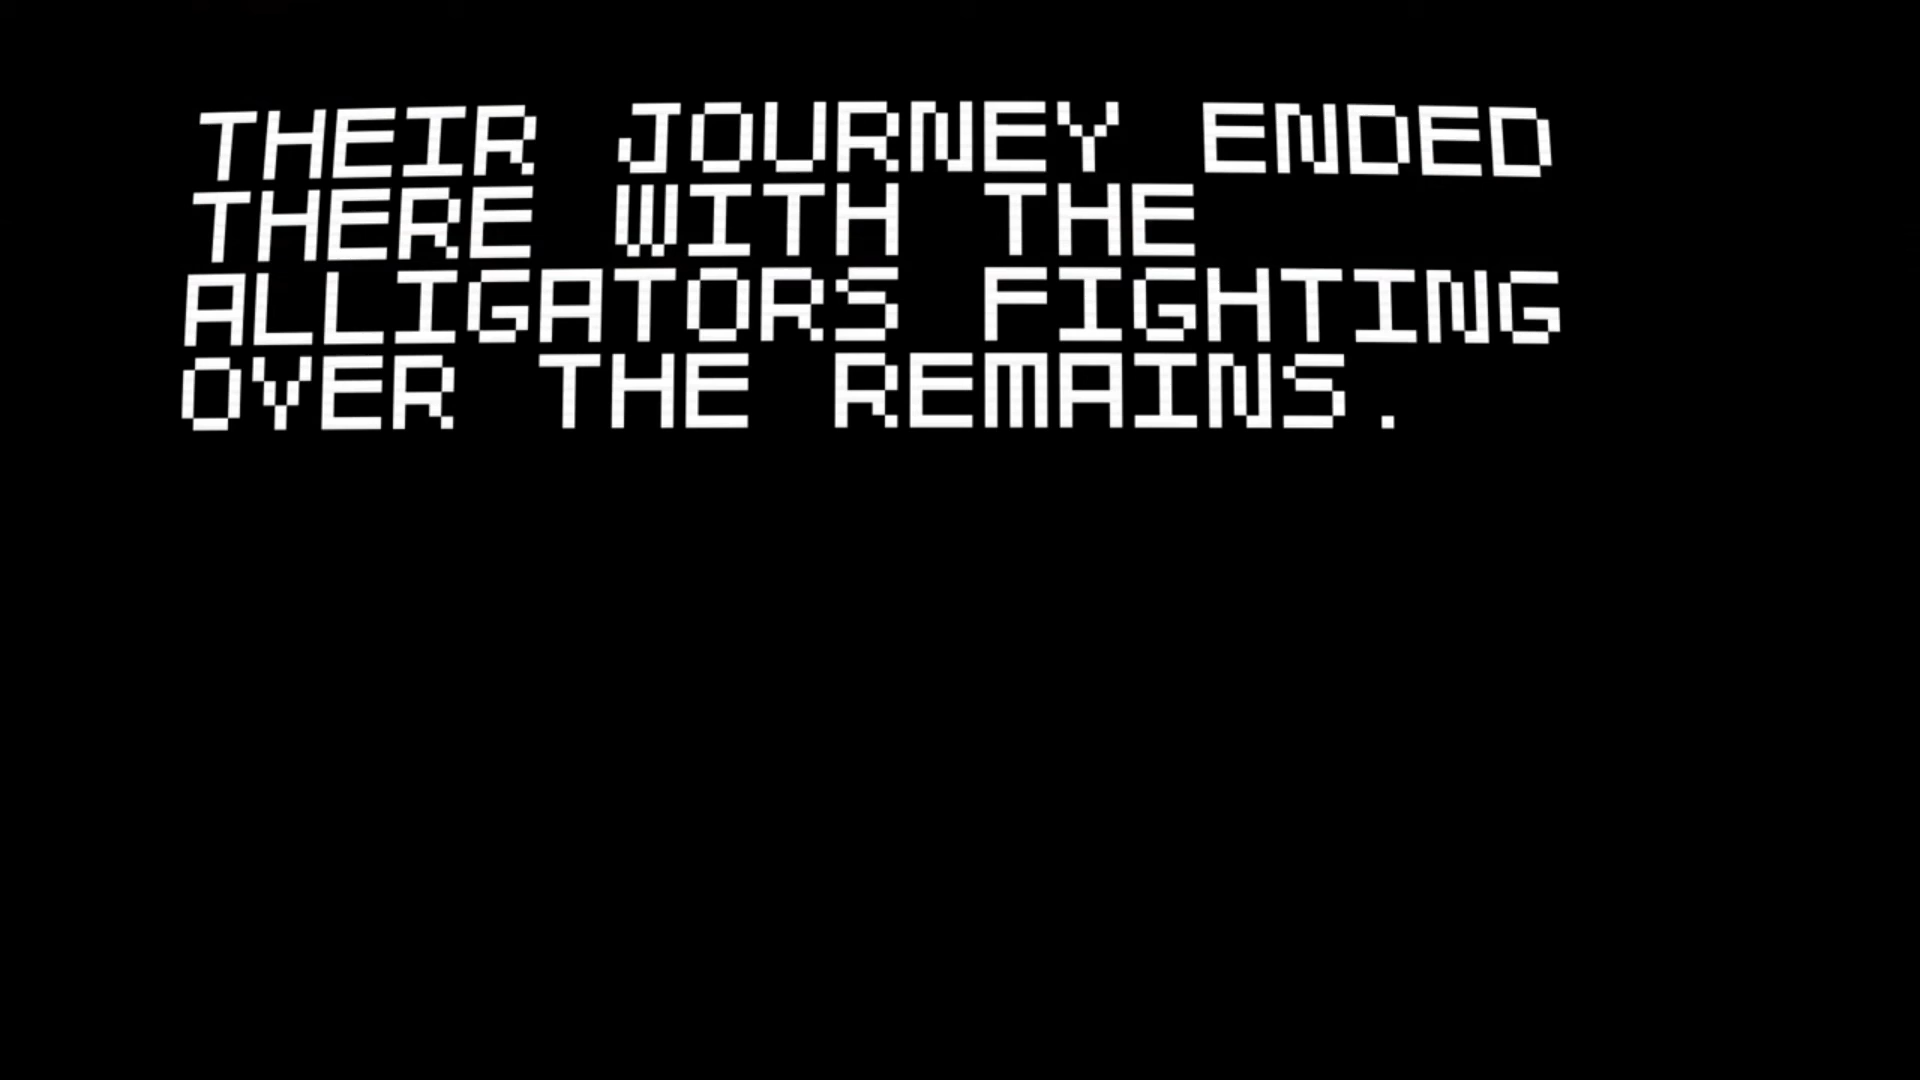 THEIR JOURNEY ENDED
THERE WITH THE
ALLIGATORS FIGHTING
OVER THE REMAINS.